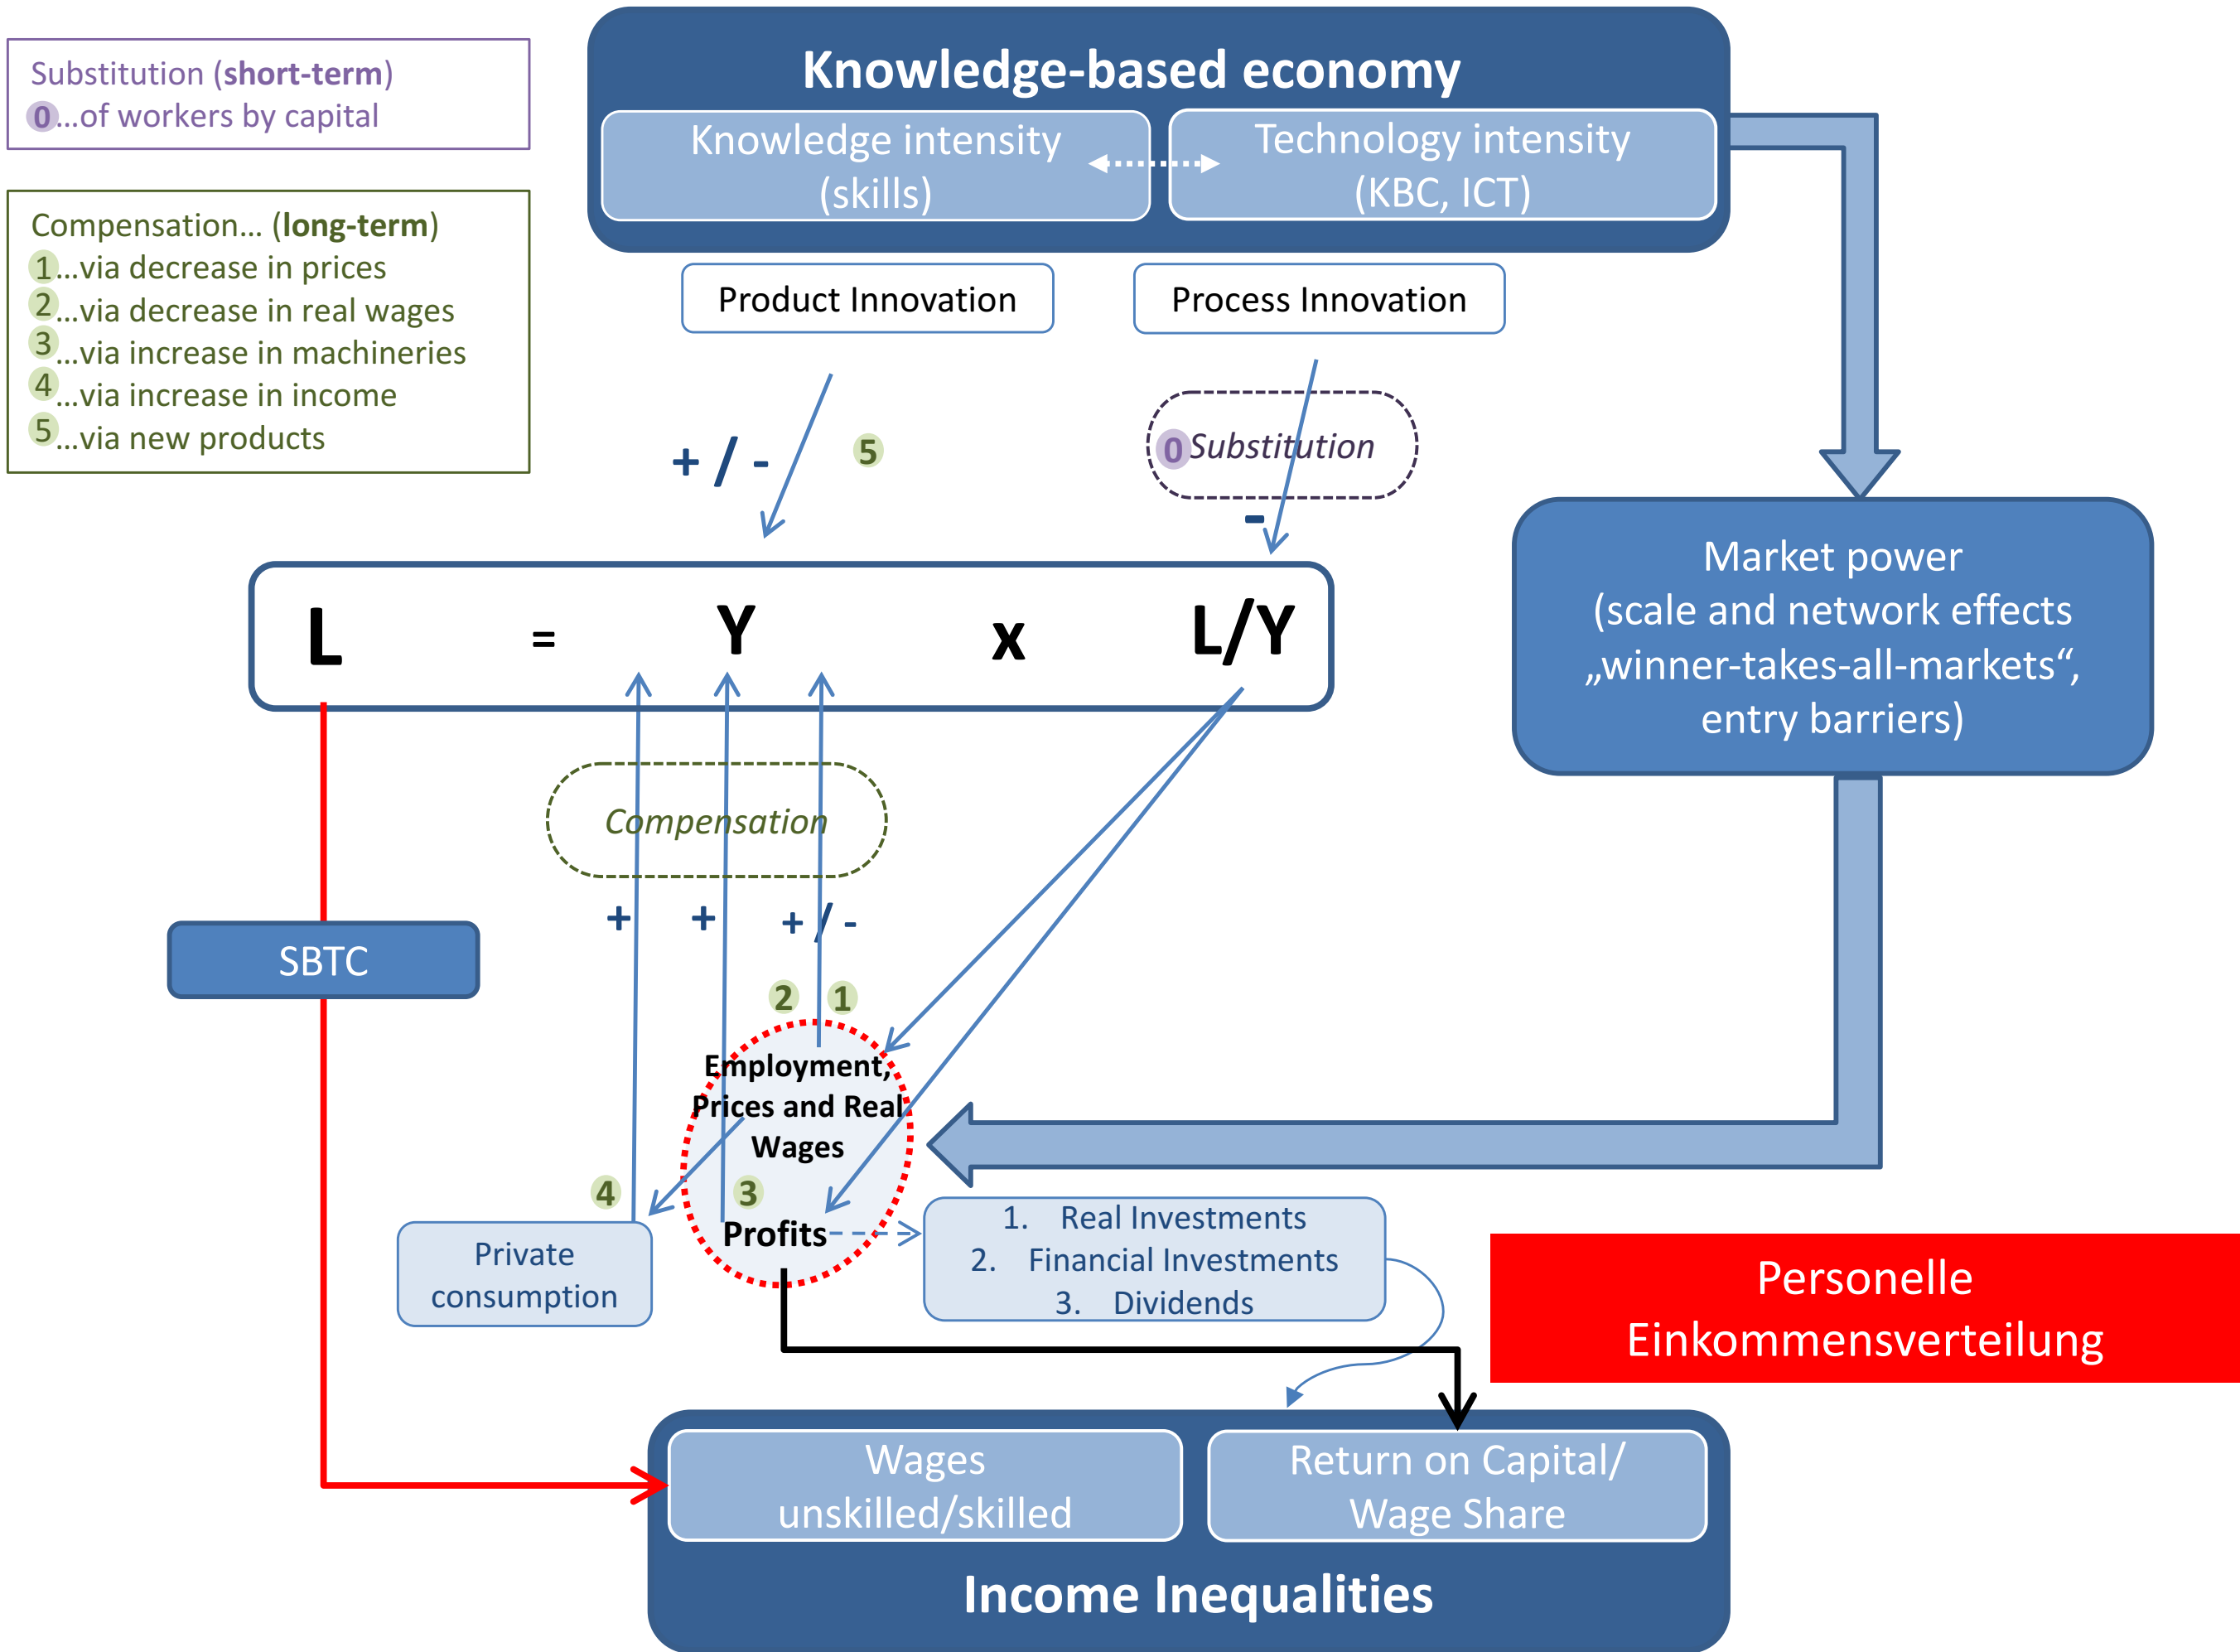 Substitution (short-term)
0...of workers by capital
Compensation... (long-term)
1...via decrease in prices
2...via decrease in real wages
3...via increase in machineries
4...via increase in income
5...via new products
Knowledge-based economy
Knowledge intensity
(skills)
Technology intensity
(KBC, ICT)
Product Innovation
Process Innovation
+ / -
5
0 Substitution
-
L = Y x L/Y
Market power
(scale and network effects
„winner-takes-all-markets“,
entry barriers)
Compensation
+ + + / -
SBTC
2 1
Employment,
Prices and Real
Wages
4
3
Profits
Private
consumption
1. Real Investments
2. Financial Investments
3. Dividends
Personelle
Einkommensverteilung
Wages
unskilled/skilled
Return on Capital/
Wage Share
Income Inequalities